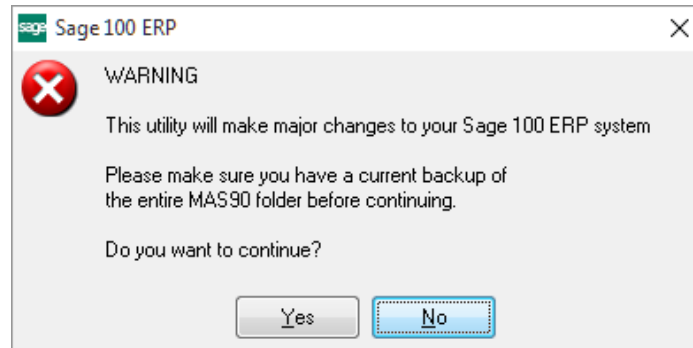 sage Sage 100 ERP
WARNING
This utility will make major changes to your Sage 100 ERP system
Please make sure you have a current backup of
the entire MAS90 folder before continuing.
Do you want to continue?
Yes
No